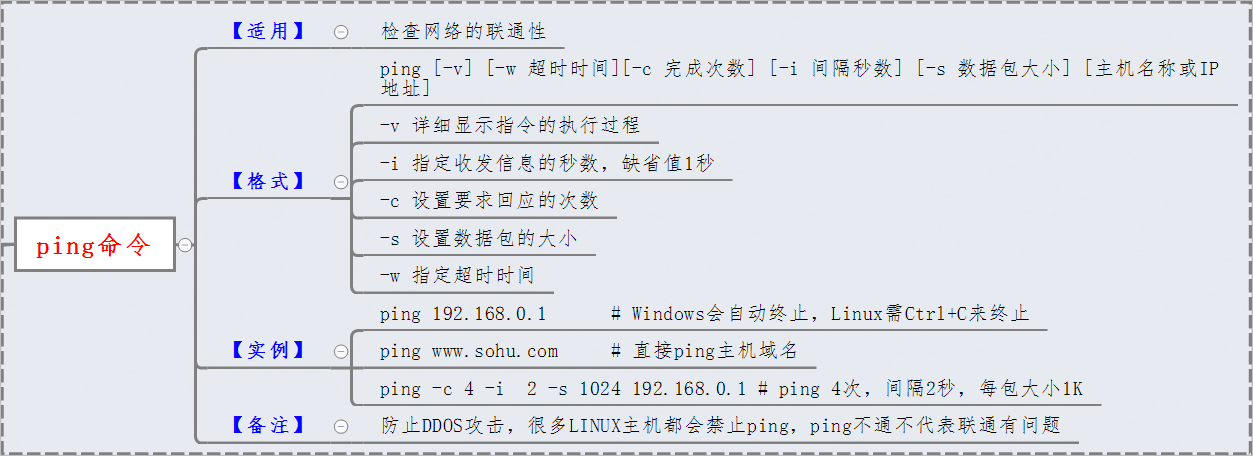 ping命令
【适用】
检查网络的联通性
【格式】
ping [-v] [-w 超时时间][-c 完成次数] [-i 间隔秒数] [-s 数据包大小] [主机名称或IP
地址]
-v 详细显示指令的执行过程
-i 指定收发信息的秒数，缺省值1秒
-c 设置要求回应的次数
-s 设置数据包的大小
-w 指定超时时间
【实例】
ping 192.168.0.1 # Windows会自动终止，Linux需Ctrl+C来终止
ping www.sohu.com # 直接ping主机域名
ping -c 4 -i 2 -s 1024 192.168.0.1 # ping 4次，间隔2秒，每包大小1K
【备注】
防止DDOS攻击，很多LINUX主机都会禁止ping，ping不通不代表联通有问题